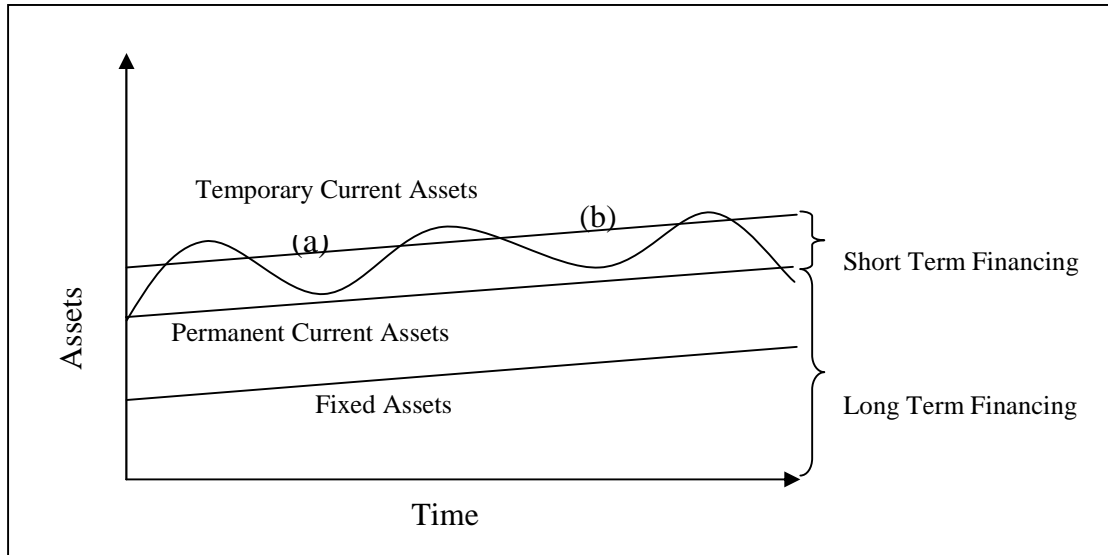 Temporary Current Assets
(a)
(b)
Short Term Financing
Permanent Current Assets
Assets
Fixed Assets
Long Term Financing
Time